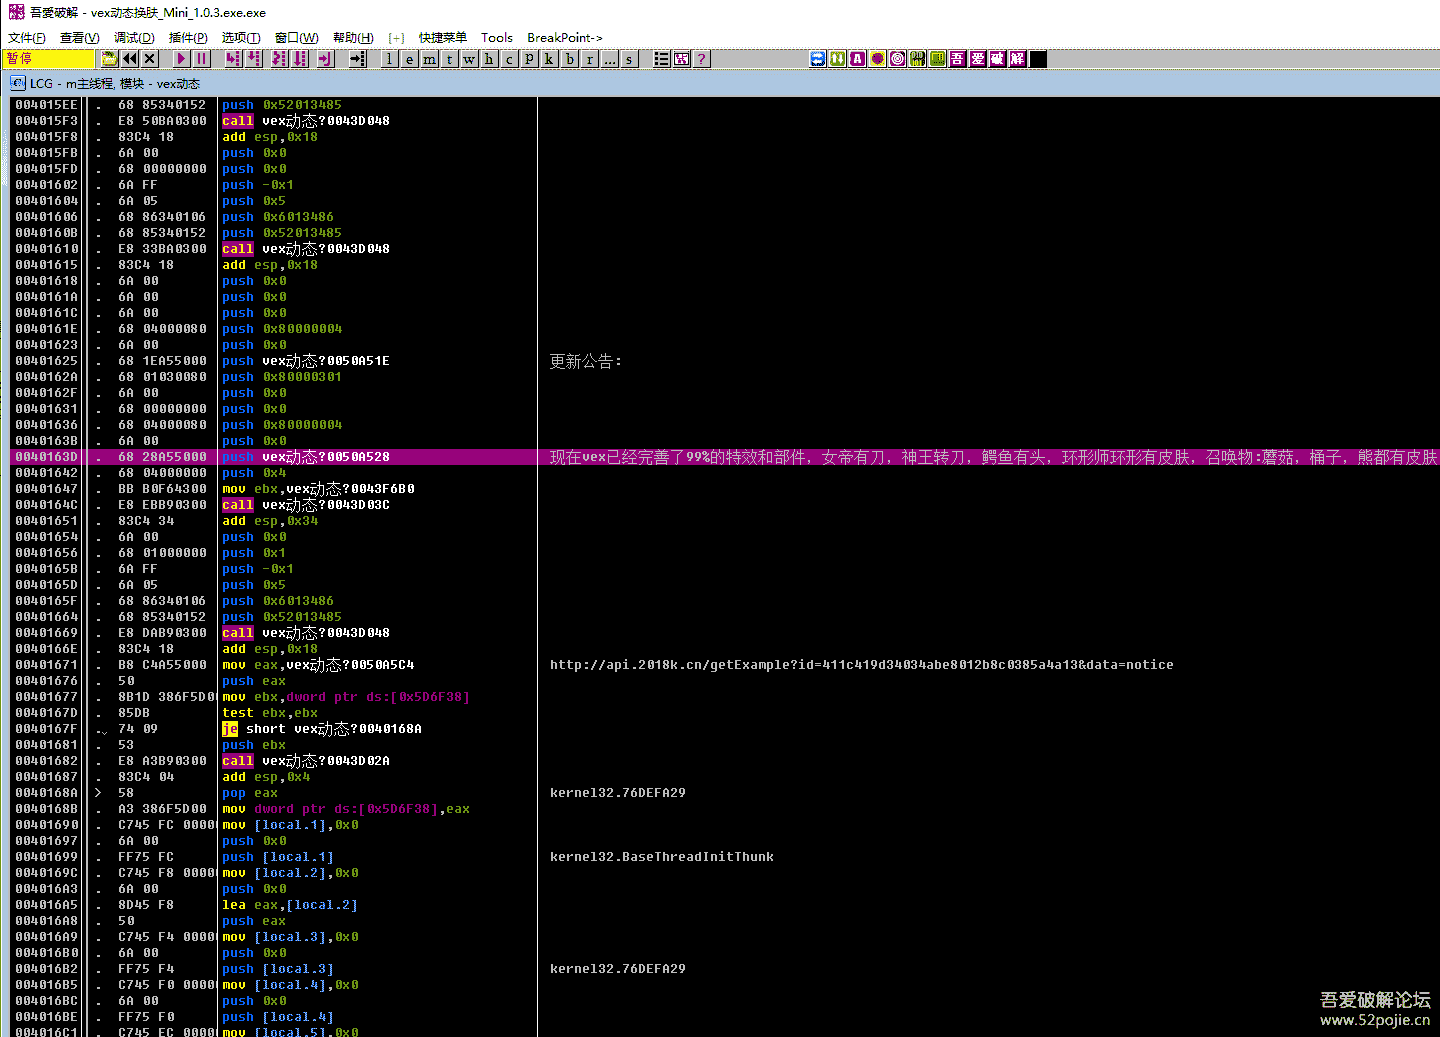 吾爱破解 - vex动态换肤_Mini_1.0.3.exe.exe
文件(F) 查看(V) 调试(D) 插件(P) 选项(T) 窗口(W) 帮助(H) [+] 快捷菜单 Tools BreakPoint->
暂停 l e m t w h c p k b r ... s ? 吾 爱 破 解
LCG - m主线程, 模块 - vex动态
004015EE . 68 85340152 push 0x52013485
004015F3 . E8 50BA0300 call vex动态?0043D048
004015F8 . 83C4 18 add esp,0x18
004015FB . 6A 00 push 0x0
004015FD . 68 00000000 push 0x0
00401602 . 6A FF push -0x1
00401604 . 6A 05 push 0x5
00401606 . 68 86340106 push 0x6013486
0040160B . 68 85340152 push 0x52013485
00401610 . E8 33BA0300 call vex动态?0043D048
00401615 . 83C4 18 add esp,0x18
00401618 . 6A 00 push 0x0
0040161A . 6A 00 push 0x0
0040161C . 6A 00 push 0x0
0040161E . 68 04000080 push 0x80000004
00401623 . 6A 00 push 0x0
00401625 . 68 1EA55000 push vex动态?0050A51E 更新公告:
0040162A . 68 01030080 push 0x80000301
0040162F . 6A 00 push 0x0
00401631 . 68 00000000 push 0x0
00401636 . 68 04000080 push 0x80000004
0040163B . 6A 00 push 0x0
0040163D . 68 28A55000 push vex动态?0050A528 现在vex已经完善了99%的特效和部件，女帝有刀，神王转刀，鳄鱼有头，环形师环形有皮肤，召唤物:蘑菇，桶子，熊都有皮肤
00401642 . 68 04000000 push 0x4
00401647 . BB B0F64300 mov ebx,vex动态?0043F6B0
0040164C . E8 EBB90300 call vex动态?0043D03C
00401651 . 83C4 34 add esp,0x34
00401654 . 6A 00 push 0x0
00401656 . 68 01000000 push 0x1
0040165B . 6A FF push -0x1
0040165D . 6A 05 push 0x5
0040165F . 68 86340106 push 0x6013486
00401664 . 68 85340152 push 0x52013485
00401669 . E8 DAB90300 call vex动态?0043D048
0040166E . 83C4 18 add esp,0x18
00401671 . B8 C4A55000 mov eax,vex动态?0050A5C4 http://api.2018k.cn/getExample?id=411c419d34034abe8012b8c0385a4a13&data=notice
00401676 . 50 push eax
00401677 . 8B1D 386F5D0 mov ebx,dword ptr ds:[0x5D6F38]
0040167D . 85DB test ebx,ebx
0040167F . 74 09 je short vex动态?0040168A
00401681 . 53 push ebx
00401682 . E8 A3B90300 call vex动态?0043D02A
00401687 . 83C4 04 add esp,0x4
0040168A > 58 pop eax kernel32.76DEFA29
0040168B . A3 386F5D00 mov dword ptr ds:[0x5D6F38],eax
00401690 . C745 FC 0000 mov [local.1],0x0
00401697 . 6A 00 push 0x0
00401699 . FF75 FC push [local.1] kernel32.BaseThreadInitThunk
0040169C . C745 F8 0000 mov [local.2],0x0
004016A3 . 6A 00 push 0x0
004016A5 . 8D45 F8 lea eax,[local.2]
004016A8 . 50 push eax
004016A9 . C745 F4 0000 mov [local.3],0x0
004016B0 . 6A 00 push 0x0
004016B2 . FF75 F4 push [local.3] kernel32.76DEFA29
004016B5 . C745 F0 0000 mov [local.4],0x0
004016BC . 6A 00 push 0x0
004016BE . FF75 F0 push [local.4]
004016C1 . C745 EC 0000 mov [local.5],0x0
吾爱破解论坛
www.52pojie.cn